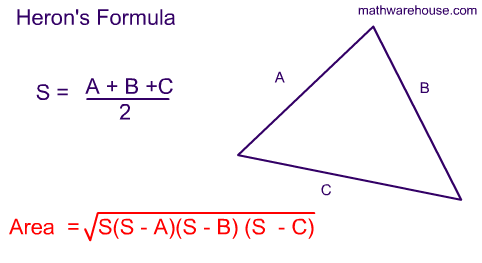 mathwarehouse.com
Heron's Formula
A
B
S = A + B +C
2
C
Area = √S(S - A)(S - B) (S - C)